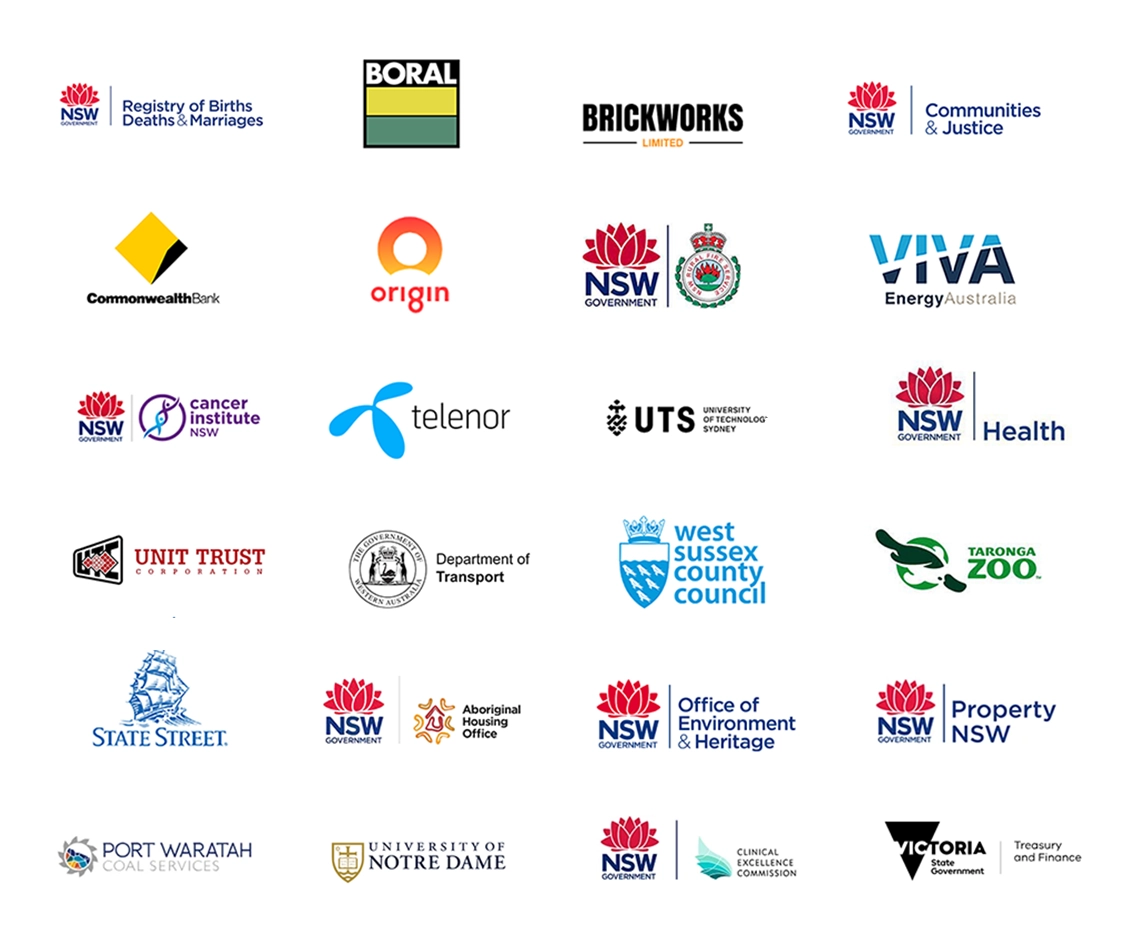 NSW
GOVERNMENT
Registry of Births
Deaths & Marriages
BORAL
BRICKWORKS
LIMITED
NSW
GOVERNMENT
Communities
& Justice
CommonwealthBank
origin
NSW
GOVERNMENT
RURAL FIRE SERVICE
NSW
VIVA
EnergyAustralia
NSW
GOVERNMENT
cancer
institute
NSW
telenor
UTS
UNIVERSITY
OF TECHNOLOG
SYDNEY
NSW
GOVERNMENT
Health
UTC
UNIT TRUST
CORPORATION
THE GOVERNMENT OF
WESTERN AUSTRALIA
Department of
Transport
west
sussex
county
council
TARONGA
ZOO™
STATE STREET.
NSW
GOVERNMENT
Aboriginal
Housing
Office
NSW
GOVERNMENT
Office of
Environment
& Heritage
NSW
GOVERNMENT
Property
NSW
PORT WARATAH
COAL SERVICES
UNIVERSITY OF
NOTRE DAME
NSW
GOVERNMENT
CLINICAL
EXCELLENCE
COMMISSION
VICTORIA
State
Government
Treasury
and Finance